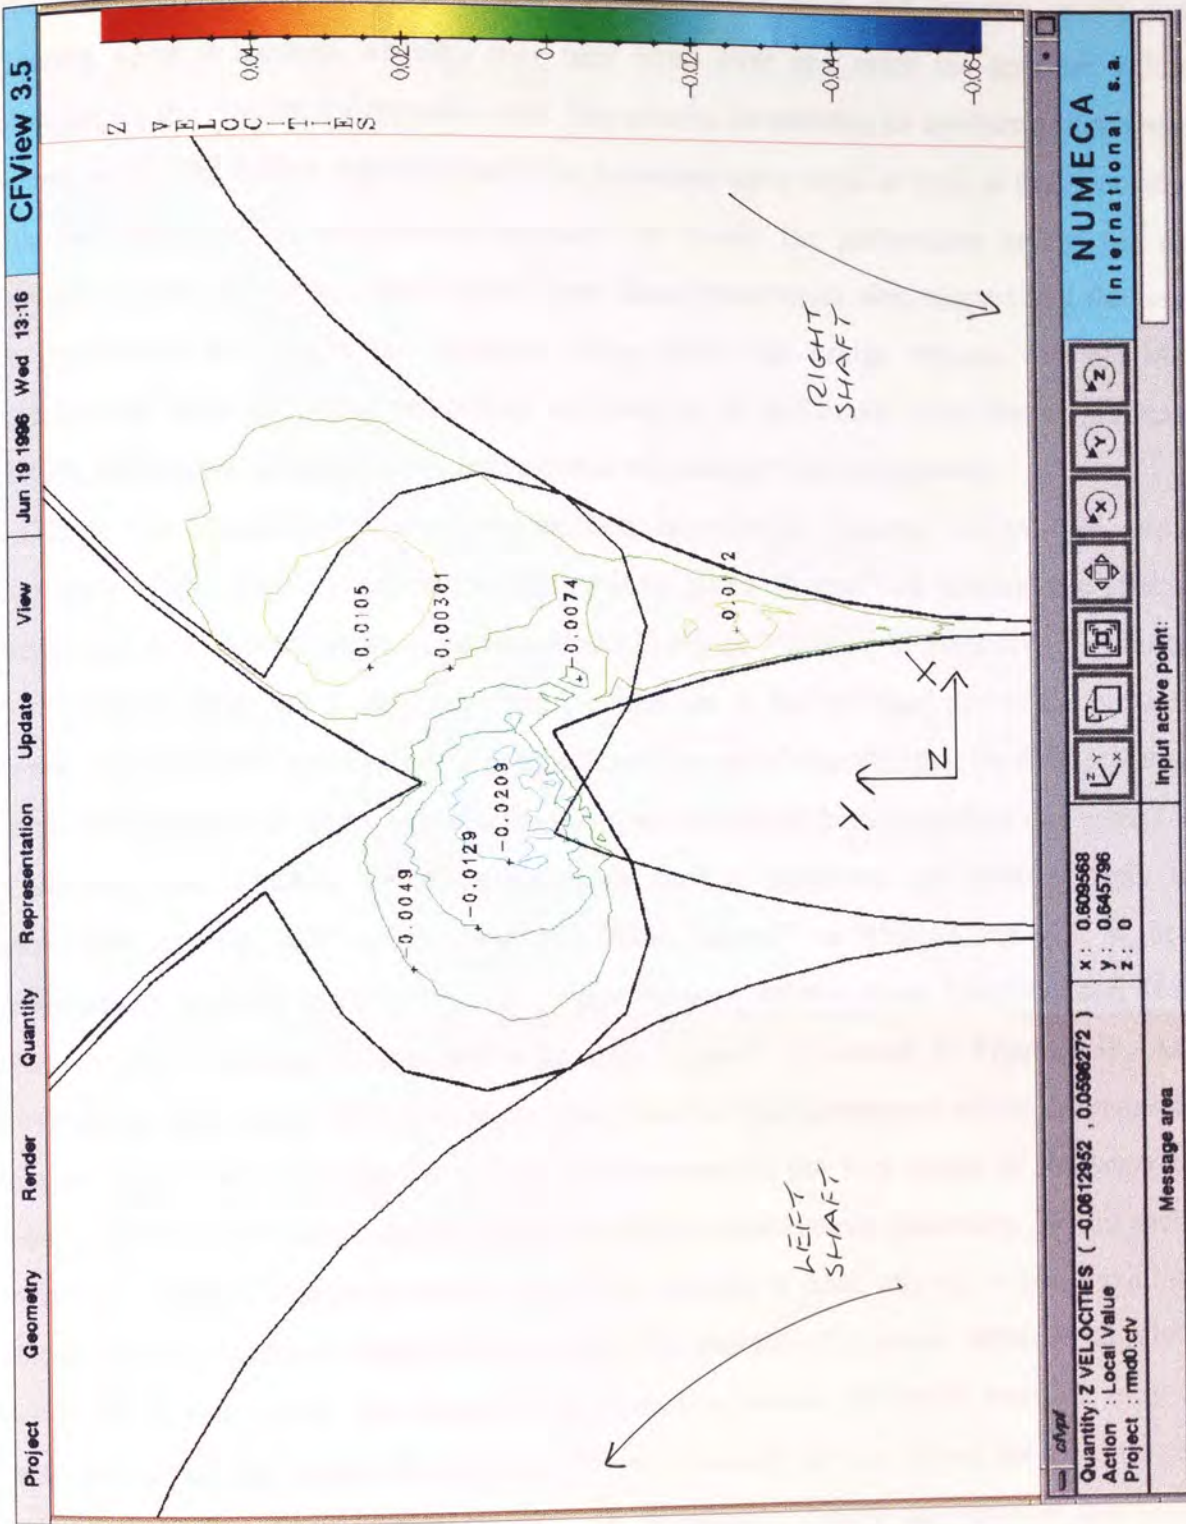 CFView 3.5
Jun 19 1996 Wed 13:16
Project Geometry Render Quantity Representation Update View
0.04
0.02
0
-0.02
-0.04
-0.06
Z VELOCITIES
0.0105
0.00301
-0.0074
0.0112
-0.0049
-0.0129
-0.0209
LEFT
SHAFT
RIGHT
SHAFT
Y
Z
X
cfvpf
Quantity: Z VELOCITIES ( -0.0612952 , 0.0596272 )
Action : Local Value
Project : rmd0.cfv
x : 0.609568
y : 0.645796
z : 0
Z Y X
X
Y
Z
NUMECA
International s.a.
Message area
Input active point: